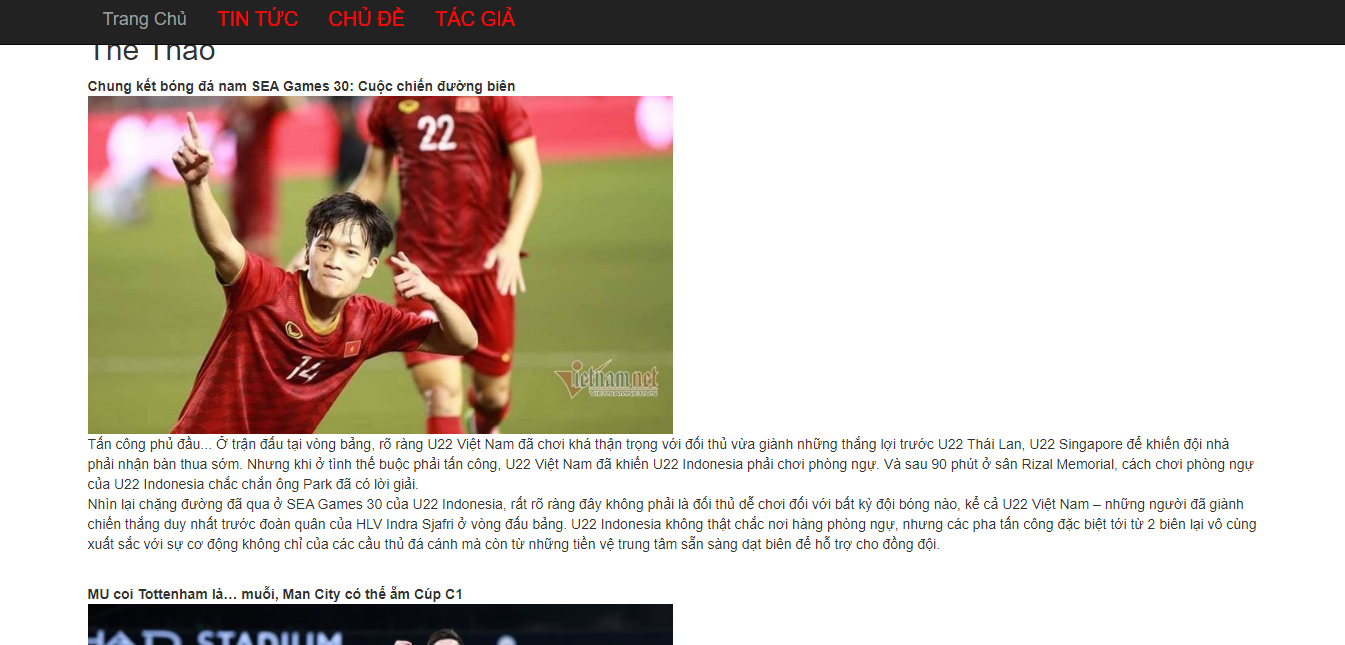 Trang Chủ TIN TỨC CHỦ ĐỀ TÁC GIẢ
Thể Thao
Chung kết bóng đá nam SEA Games 30: Cuộc chiến đường biên
22
14
Vietnam.net
VIETNAMNET.VN
Tấn công phủ đầu... Ở trận đấu tại vòng bảng, rõ ràng U22 Việt Nam đã chơi khá thận trọng với đối thủ vừa giành những thắng lợi trước U22 Thái Lan, U22 Singapore để khiến đội nhà
phải nhận bàn thua sớm. Nhưng khi ở tình thế buộc phải tấn công, U22 Việt Nam đã khiến U22 Indonesia phải chơi phòng ngự. Và sau 90 phút ở sân Rizal Memorial, cách chơi phòng ngự
của U22 Indonesia chắc chắn ông Park đã có lời giải.
Nhìn lại chặng đường đã qua ở SEA Games 30 của U22 Indonesia, rất rõ ràng đây không phải là đối thủ dễ chơi đối với bất kỳ đội bóng nào, kể cả U22 Việt Nam – những người đã giành
chiến thắng duy nhất trước đoàn quân của HLV Indra Sjafri ở vòng đấu bảng. U22 Indonesia không thật chắc nơi hàng phòng ngự, nhưng các pha tấn công đặc biệt tới từ 2 biên lại vô cùng
xuất sắc với sự cơ động không chỉ của các cầu thủ đá cánh mà còn từ những tiền vệ trung tâm sẵn sàng dạt biên để hỗ trợ cho đồng đội.
MU coi Tottenham là… muỗi, Man City có thể ẵm Cúp C1
STADIUM